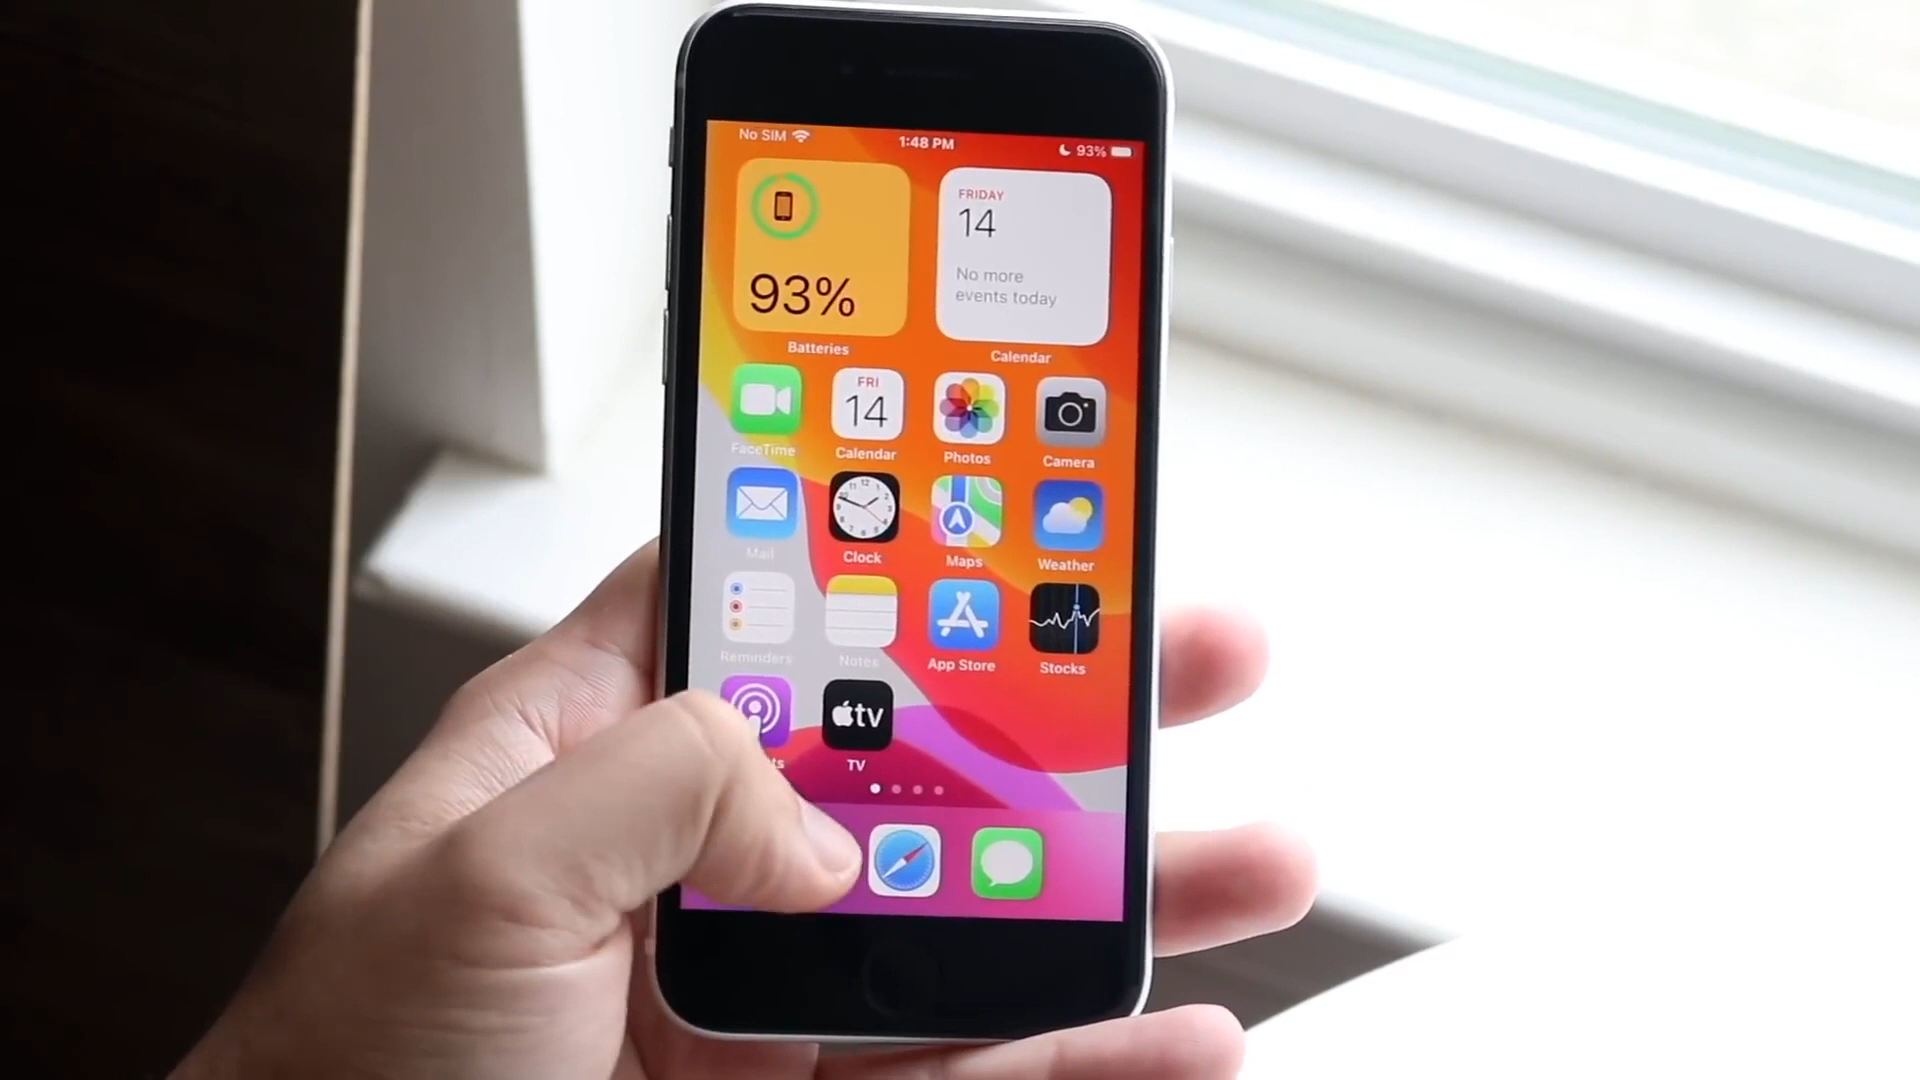 No SIM
1:48 PM
93%
93%
Batteries
FRIDAY
14
No more
events today
Calendar
FaceTime
FRI
14
Calendar
Photos
Camera
Mail
Clock
Maps
Weather
Reminders
Notes
App Store
Stocks
ts
tv
TV